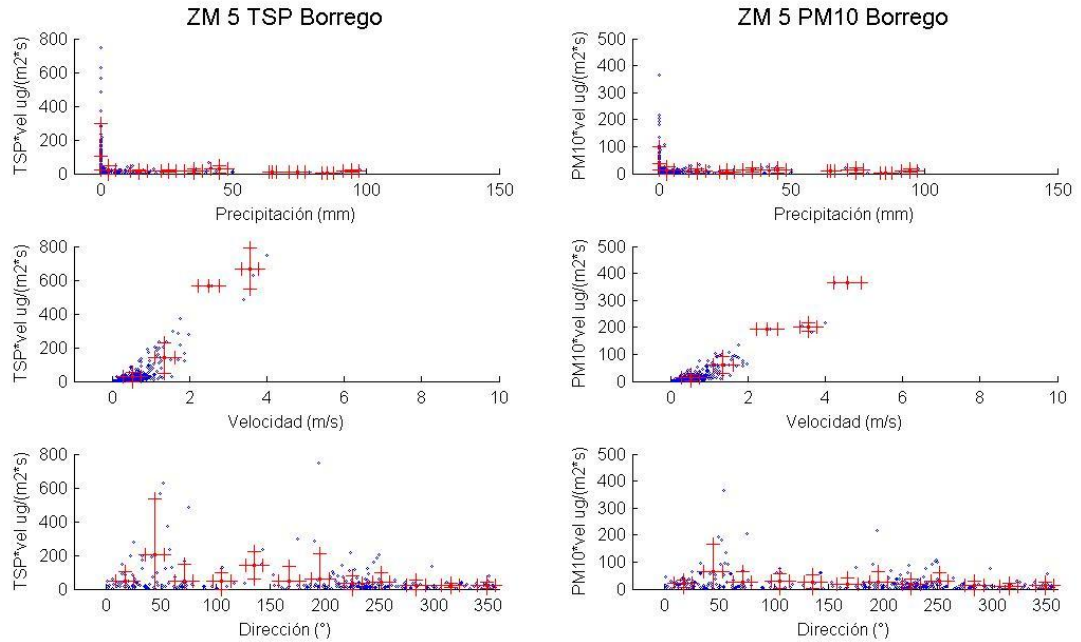 ZM 5 TSP Borrego
TSP*vel ug/(m2*s)
800
600
400
200
0
0 50 100 150
Precipitación (mm)
TSP*vel ug/(m2*s)
800
600
400
200
0
0 2 4 6 8 10
Velocidad (m/s)
TSP*vel ug/(m2*s)
800
600
400
200
0
0 50 100 150 200 250 300 350
Dirección (°)
ZM 5 PM10 Borrego
PM10*vel ug/(m2*s)
500
400
300
200
100
0
0 50 100 150
Precipitación (mm)
PM10*vel ug/(m2*s)
500
400
300
200
100
0
0 2 4 6 8 10
Velocidad (m/s)
PM10*vel ug/(m2*s)
500
400
300
200
100
0
0 50 100 150 200 250 300 350
Dirección (°)